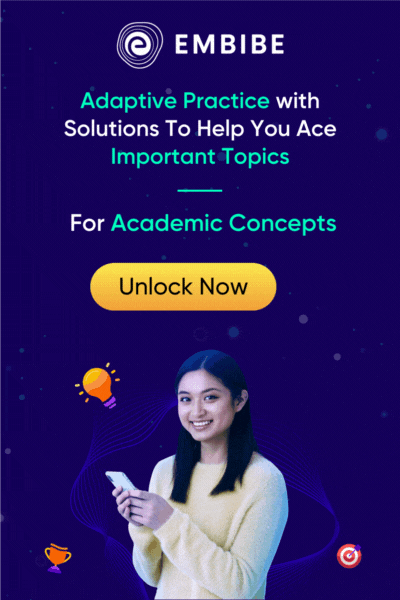 EMBIBE
Adaptive Practice with
Solutions To Help You Ace
Important Topics
For Academic Concepts
Unlock Now